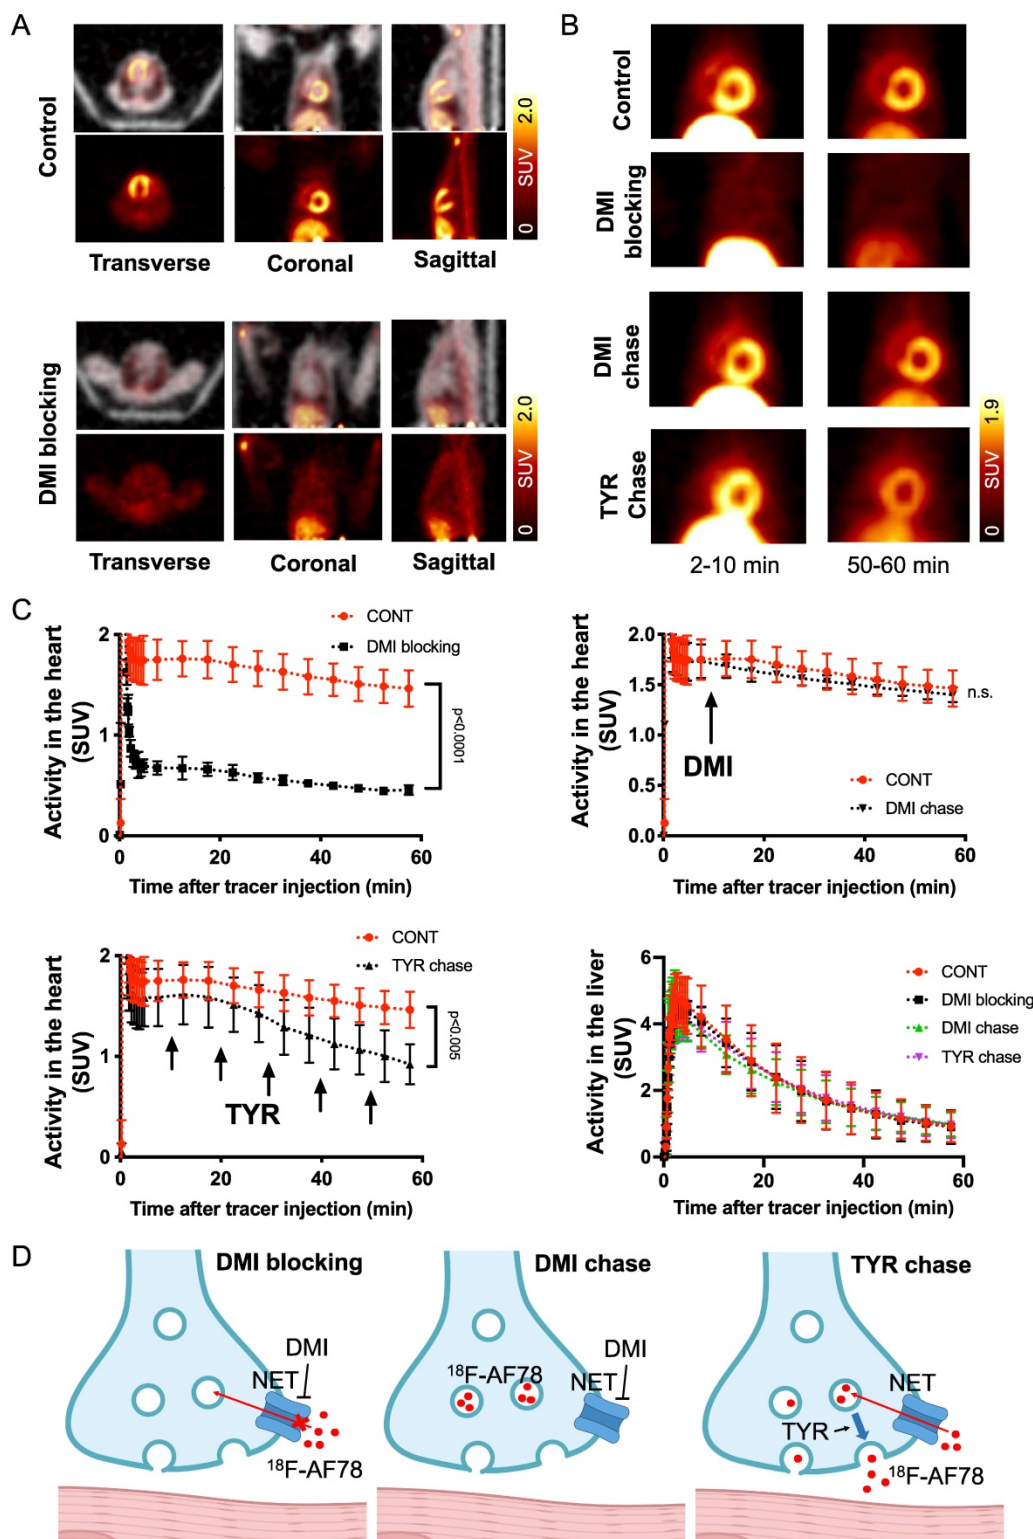 A
Control
2.0
SUV
0
Transverse
Coronal
Sagittal
DMI blocking
2.0
SUV
0
Transverse
Coronal
Sagittal
B
Control
DMI
blocking
DMI
chase
TYR
Chase
1.9
SUV
0
2-10 min
50-60 min
C
CONT
DMI blocking
Activity in the heart
(SUV)
2
1
0
p<0.0001
0
20
40
60
Time after tracer injection (min)
Activity in the heart
(SUV)
2.0
1.5
1.0
0.5
0.0
DMI
n.s.
CONT
DMI chase
0
20
40
60
Time after tracer injection (min)
CONT
TYR chase
Activity in the heart
(SUV)
2
1
0
TYR
p<0.005
0
20
40
60
Time after tracer injection (min)
Activity in the liver
(SUV)
6
4
2
0
CONT
DMI blocking
DMI chase
TYR chase
0
20
40
60
Time after tracer injection (min)
D
DMI blocking
DMI
NET
¹⁸F-AF78
DMI chase
DMI
¹⁸F-AF78
NET
TYR chase
NET
TYR
¹⁸F-AF78